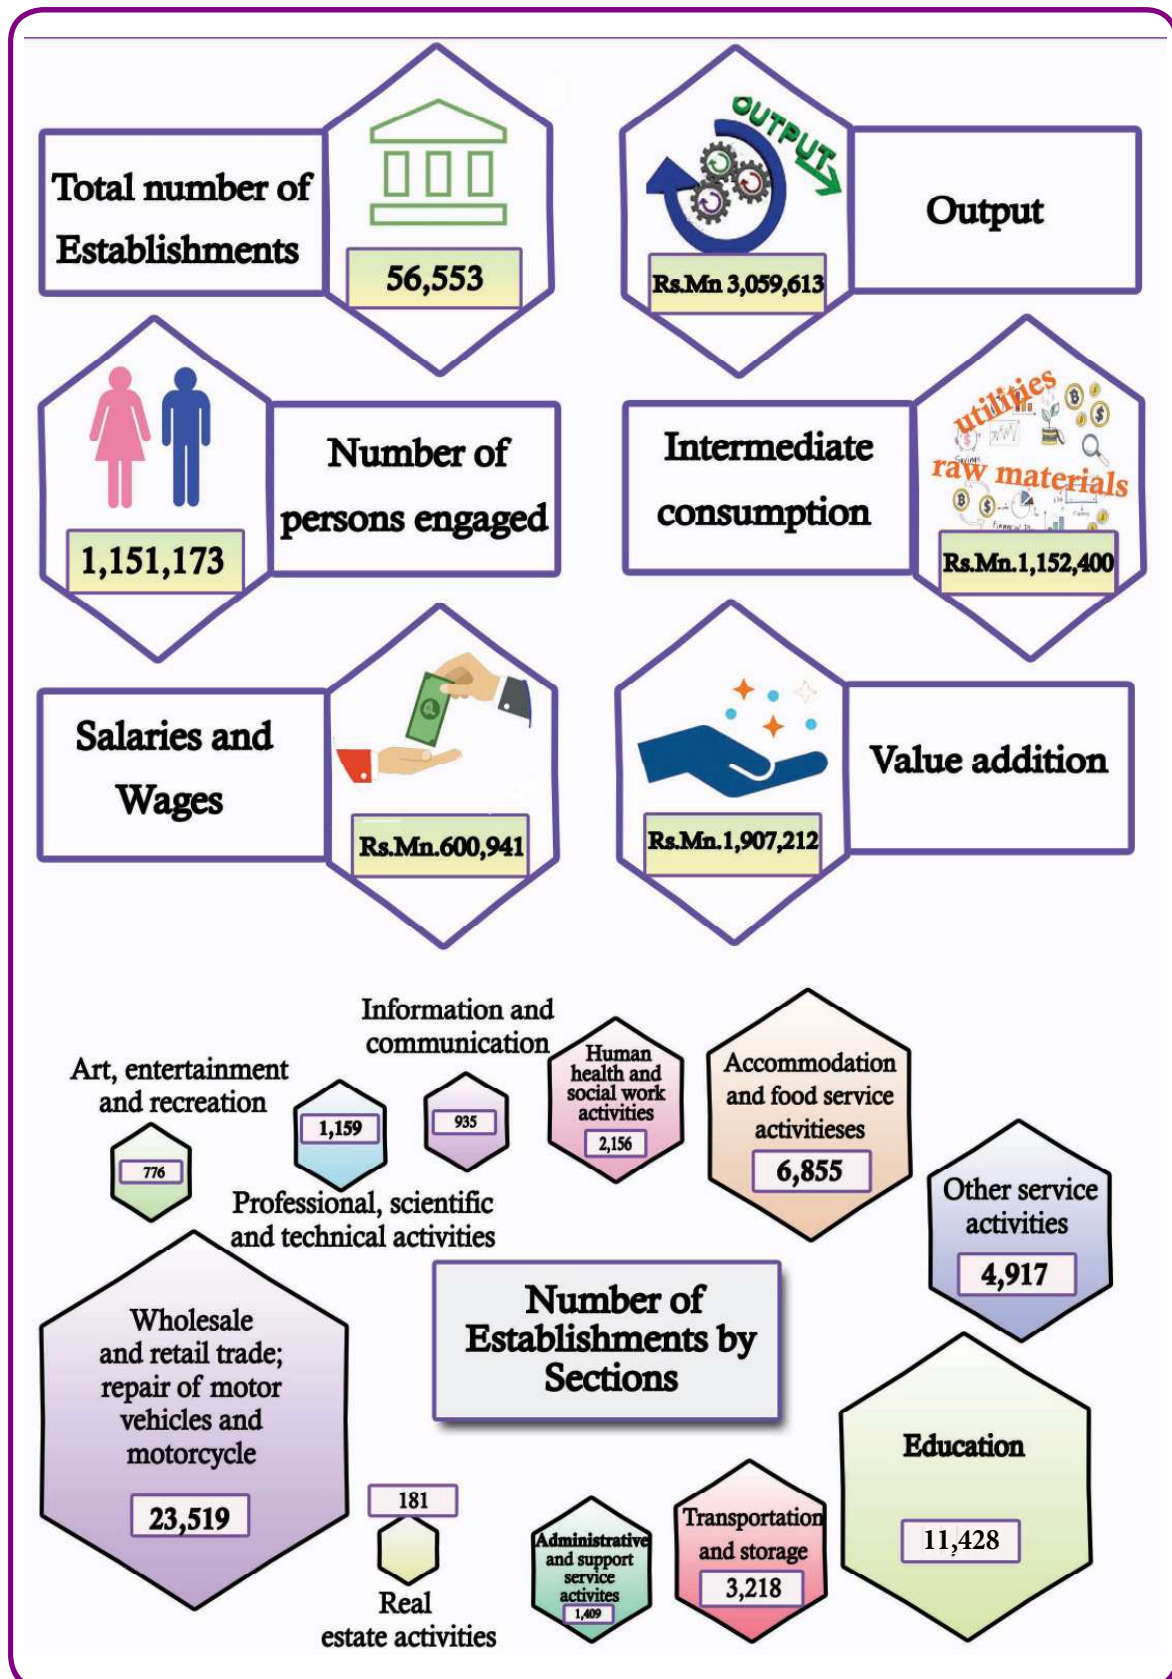 Total number of
Establishments
56,553
OUTPUT
Rs.Mn 3,059,613
Output
1,151,173
Number of
persons engaged
Intermediate
consumption
utilities
raw materials
Rs.Mn.1,152,400
Salaries and
Wages
Rs.Mn.600,941
Rs.Mn.1,907,212
Value addition
Art, entertainment
and recreation
776
1,159
Professional, scientific
and technical activities
Information and
communication
935
Human
health and
social work
activities
2,156
Accommodation
and food service
activitieses
6,855
Other service
activities
4,917
Wholesale
and retail trade;
repair of motor
vehicles and
motorcycle
23,519
Number of
Establishments by
Sections
Education
11,428
181
Real
estate activities
Administrative
and support
service
activites
1,409
Transportation
and storage
3,218